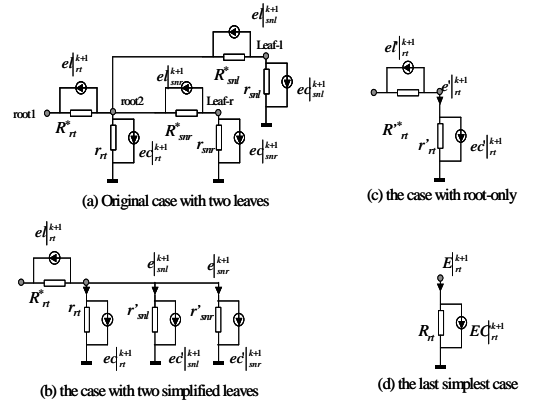 el|ᵏ⁺¹ₛₙₗ
Leaf-l
el|ᵏ⁺¹ᵣₜ
el|ᵏ⁺¹ₛₙᵣ
R*ₛₙₗ
rₛₙₗ
ec|ᵏ⁺¹ₛₙₗ
root1
root2
Leaf-r
R*ᵣₜ
rᵣₜ
ec|ᵏ⁺¹ᵣₜ
R*ₛₙᵣ
rₛₙᵣ
ec|ᵏ⁺¹ₛₙᵣ
(a) Original case with two leaves
el'|ᵏ⁺¹ᵣₜ
e'|ᵏ⁺¹ᵣₜ
R'*ᵣₜ
r'ᵣₜ
ec'|ᵏ⁺¹ᵣₜ
(c) the case with root-only
el|ᵏ⁺¹ᵣₜ
e|ᵏ⁺¹ₛₙₗ
e|ᵏ⁺¹ₛₙᵣ
R*ᵣₜ
rᵣₜ
r'ₛₙₗ
r'ₛₙᵣ
ec|ᵏ⁺¹ᵣₜ
ec'|ᵏ⁺¹ₛₙₗ
ec'|ᵏ⁺¹ₛₙᵣ
(b) the case with two simplified leaves
E|ᵏ⁺¹ᵣₜ
Rᵣₜ
EC|ᵏ⁺¹ᵣₜ
(d) the last simplest case